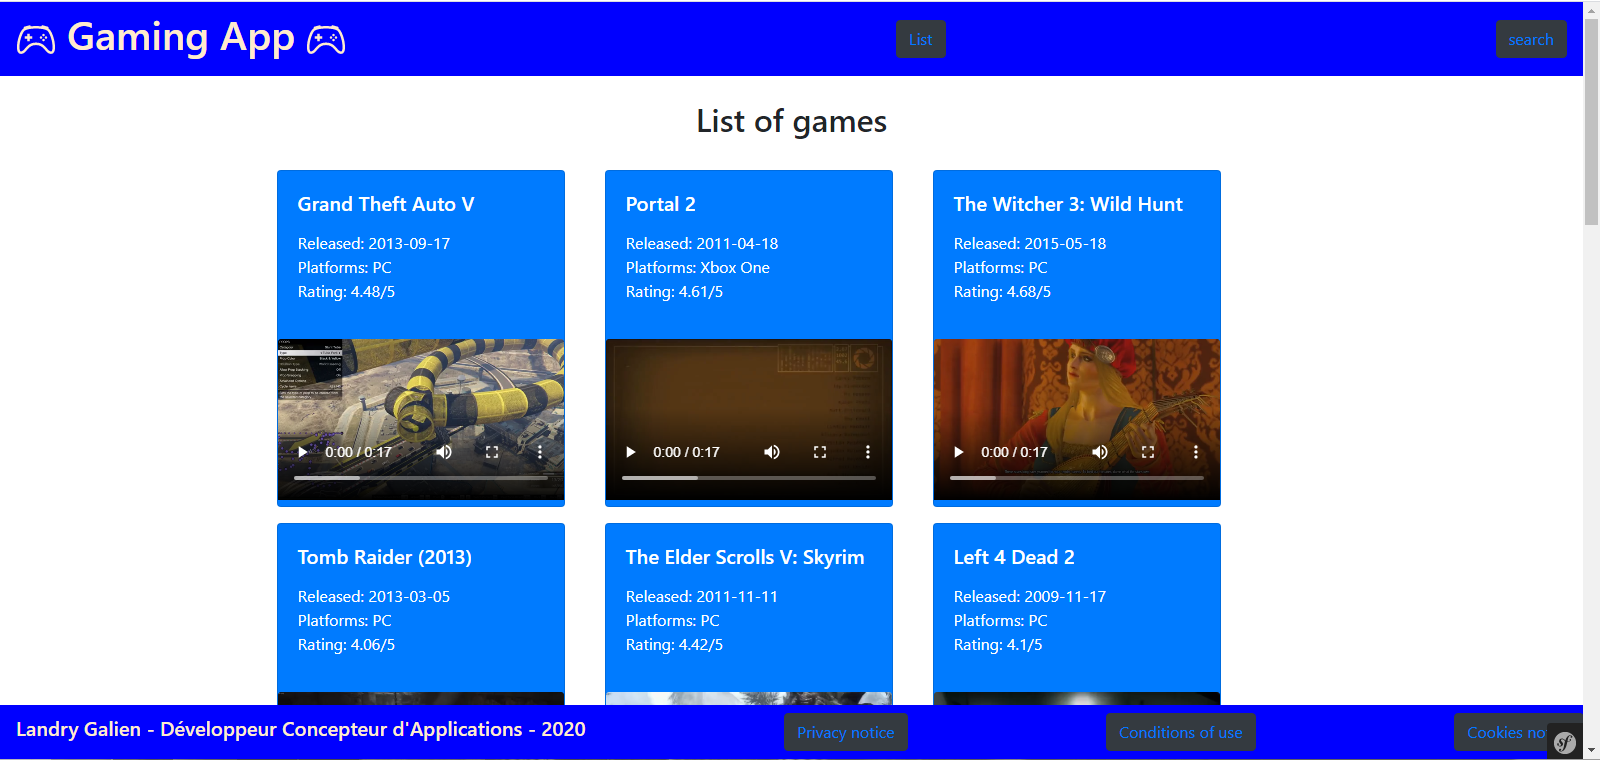 Gaming App
List
search
List of games
Grand Theft Auto V
Released: 2013-09-17
Platforms: PC
Rating: 4.48/5
0:00 / 0:17
Portal 2
Released: 2011-04-18
Platforms: Xbox One
Rating: 4.61/5
0:00 / 0:17
The Witcher 3: Wild Hunt
Released: 2015-05-18
Platforms: PC
Rating: 4.68/5
0:00 / 0:17
Tomb Raider (2013)
Released: 2013-03-05
Platforms: PC
Rating: 4.06/5
The Elder Scrolls V: Skyrim
Released: 2011-11-11
Platforms: PC
Rating: 4.42/5
Left 4 Dead 2
Released: 2009-11-17
Platforms: PC
Rating: 4.1/5
Landry Galien - Développeur Concepteur d'Applications - 2020
Privacy notice
Conditions of use
Cookies
sf